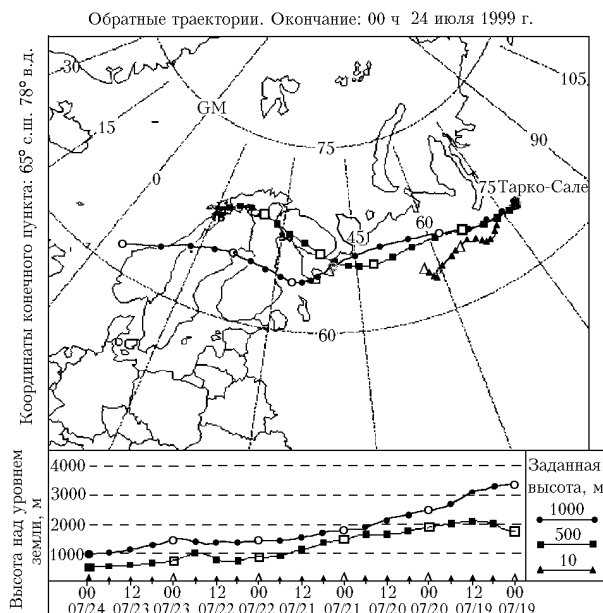 Обратные траектории. Окончание: 00 ч 24 июля 1999 г.
Координаты конечного пункта: 65° с.ш. 78° в.д.
30
15
0
GM
75
105
90
75
Тарко-Сале
60
45
60
Высота над уровнем
земли, м
4000
3000
2000
1000
Заданная
высота, м
1000
500
10
00 12 00 12 00 12 00 12 00 12 00
07/24 07/23 07/23 07/22 07/22 07/21 07/21 07/20 07/20 07/19 07/19